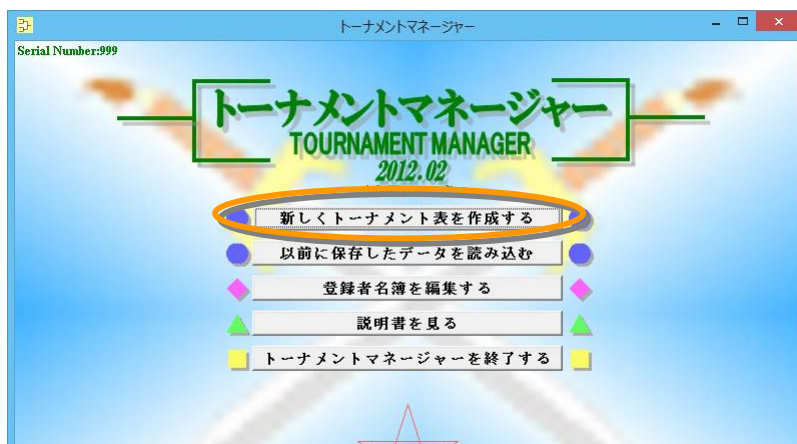 トーナメントマネージャー
Serial Number:999
トーナメントマネージャー
TOURNAMENT MANAGER
2012.02
新しくトーナメント表を作成する
以前に保存したデータを読み込む
登録者名簿を編集する
説明書を見る
トーナメントマネージャーを終了する